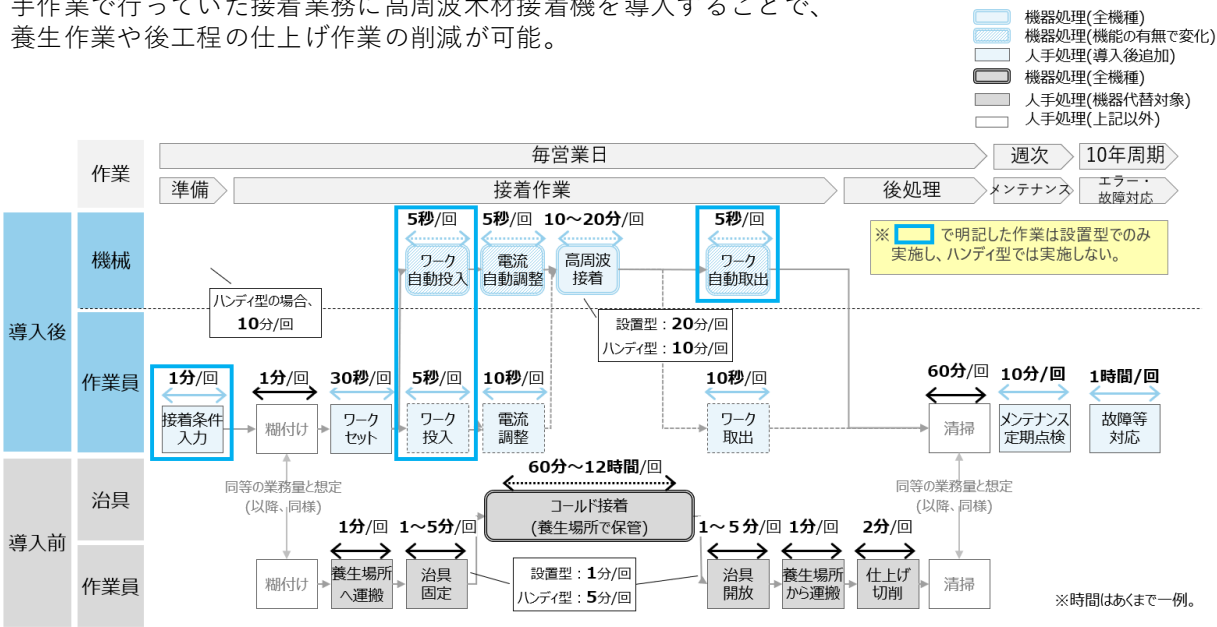 手作業で行っていた接着業務に高周波木材接着機を導入することで、
養生作業や後工程の仕上げ作業の削減が可能。
機器処理(全機種)
機器処理(機能の有無で変化)
人手処理(導入後追加)
機器処理(全機種)
人手処理(機器代替対象)
人手処理(上記以外)
作業
毎営業日
週次
10年周期
準備
接着作業
後処理
メンテナンス
エラー・
故障対応
導入後
機械
5秒/回
5秒/回
10～20分/回
5秒/回
ワーク
自動投入
電流
自動調整
高周波
接着
ワーク
自動取出
※ で明記した作業は設置型でのみ
実施し、ハンディ型では実施しない。
ハンディ型の場合、
10分/回
設置型：20分/回
ハンディ型：10分/回
作業員
1分/回
1分/回
30秒/回
5秒/回
10秒/回
10秒/回
60分/回
10分/回
1時間/回
接着条件
入力
糊付け
ワーク
セット
ワーク
投入
電流
調整
ワーク
取出
清掃
メンテナンス
定期点検
故障等
対応
同等の業務量と想定
(以降、同様)
同等の業務量と想定
(以降、同様)
導入前
治具
60分～12時間/回
コールド接着
(養生場所で保管)
1分/回
1～5分/回
1～５分/回
1分/回
2分/回
設置型：1分/回
ハンディ型：5分/回
作業員
糊付け
養生場所
へ運搬
治具
固定
治具
開放
養生場所
から運搬
仕上げ
切削
清掃
※時間はあくまで一例。